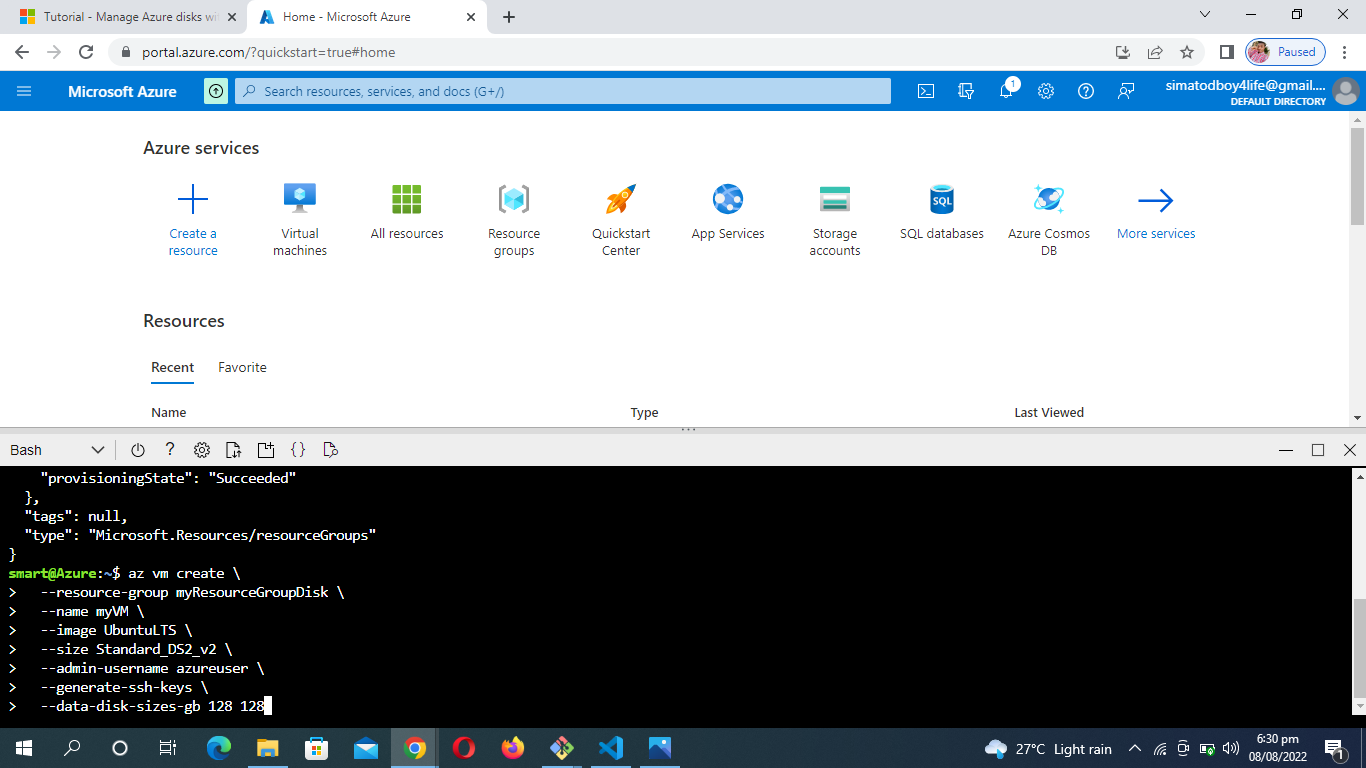 Tutorial - Manage Azure disks wi
Home - Microsoft Azure
portal.azure.com/?quickstart=true#home
Paused
Microsoft Azure
Search resources, services, and docs (G+/)
1
simatodboy4life@gmail....
DEFAULT DIRECTORY
Azure services
Create a
resource
Virtual
machines
All resources
Resource
groups
Quickstart
Center
App Services
Storage
accounts
SQL
SQL databases
Azure Cosmos
DB
More services
Resources
Recent
Favorite
Name
Type
Last Viewed
Bash
?
{}
"provisioningState": "Succeeded"
},
"tags": null,
"type": "Microsoft.Resources/resourceGroups"
}
smart@Azure:~$ az vm create \
>   --resource-group myResourceGroupDisk \
>   --name myVM \
>   --image UbuntuLTS \
>   --size Standard_DS2_v2 \
>   --admin-username azureuser \
>   --generate-ssh-keys \
>   --data-disk-sizes-gb 128 128
27°C Light rain
6:30 pm
08/08/2022
1